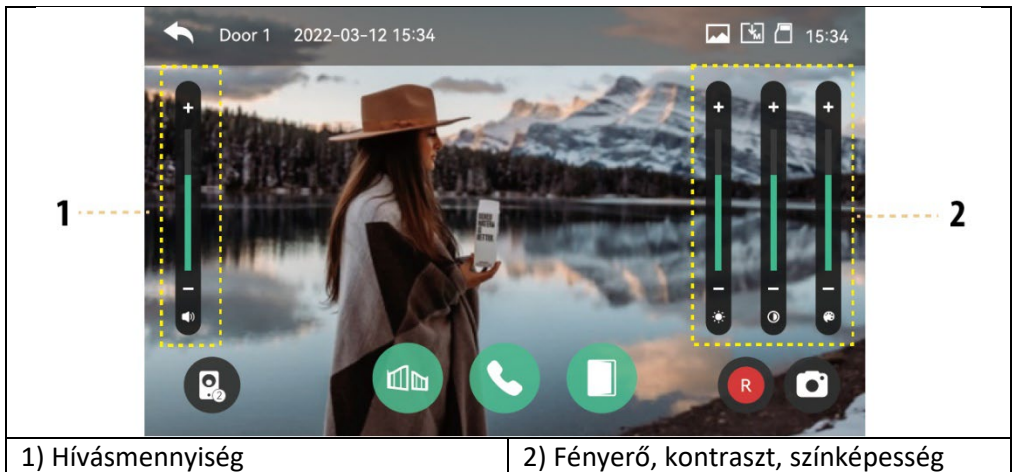 Door 1 2022-03-12 15:34 15:34
1
2
R
1) Hívásmennyiség
2) Fényerő, kontraszt, színképesség